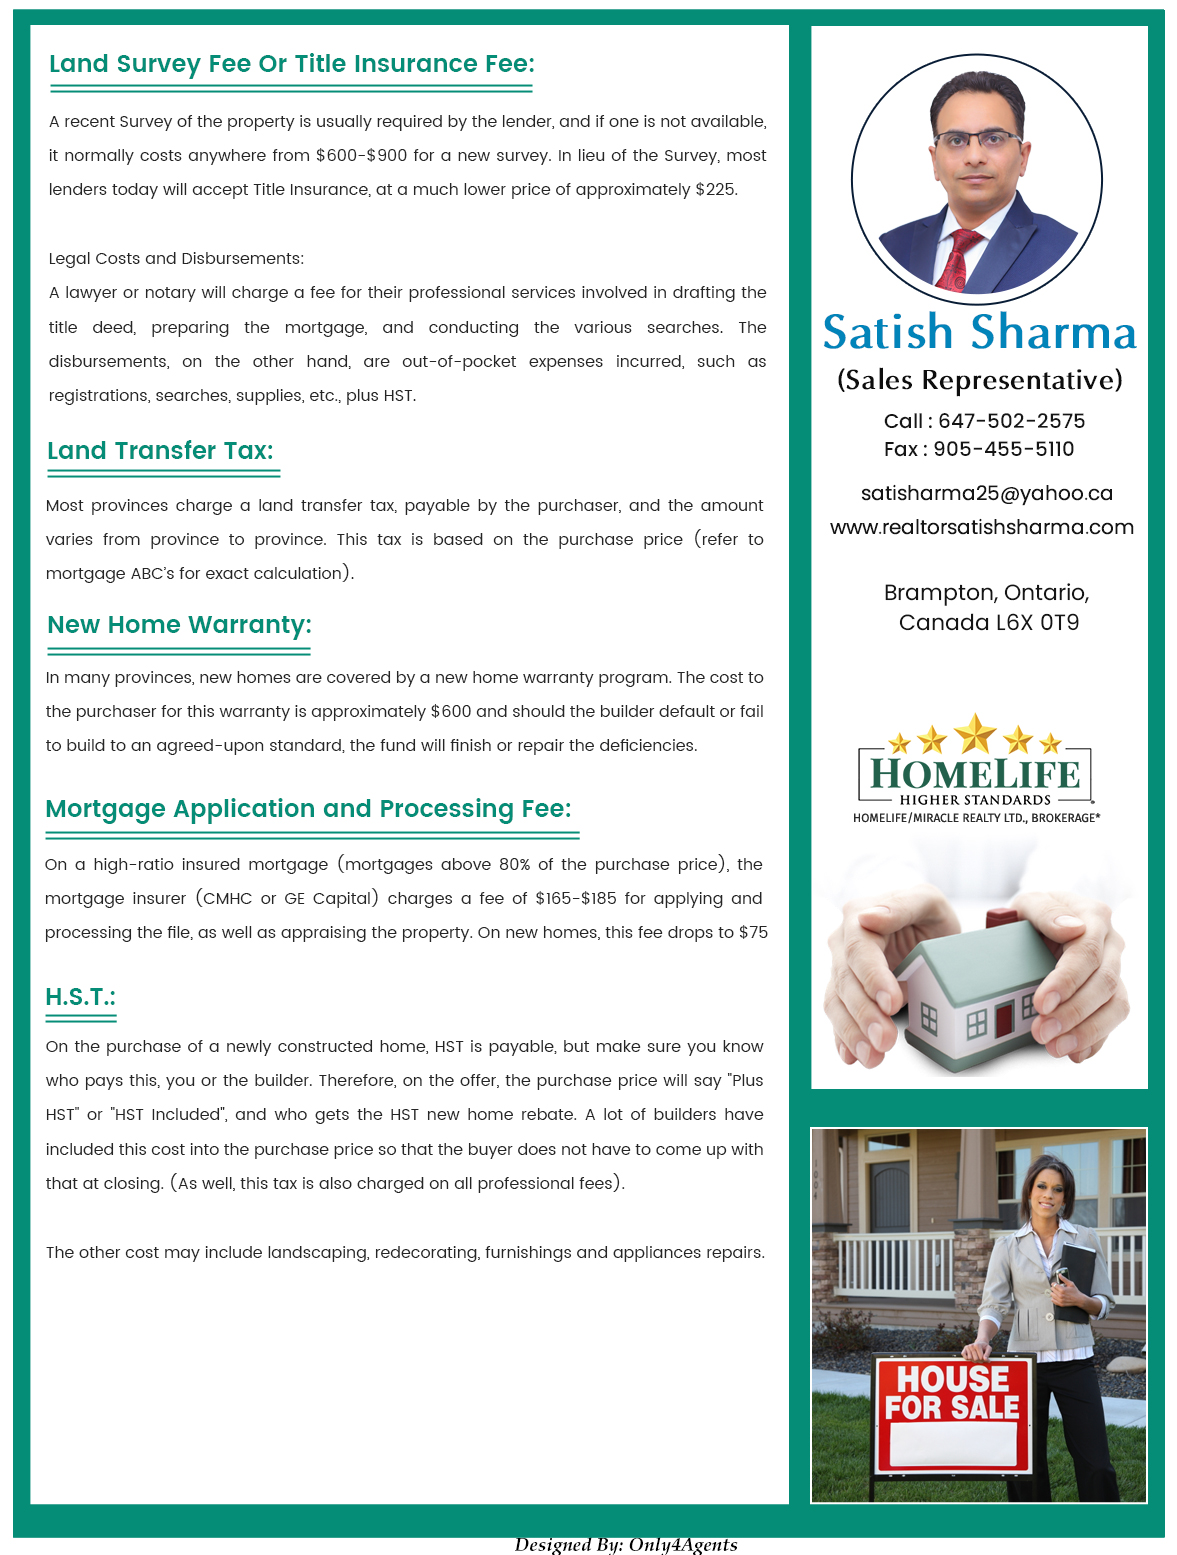 Land Survey Fee Or Title Insurance Fee:
A recent Survey of the property is usually required by the lender, and if one is not available,
it normally costs anywhere from $600-$900 for a new survey. In lieu of the Survey, most
lenders today will accept Title Insurance, at a much lower price of approximately $225.
Legal Costs and Disbursements:
A lawyer or notary will charge a fee for their professional services involved in drafting the
title deed, preparing the mortgage, and conducting the various searches. The
disbursements, on the other hand, are out-of-pocket expenses incurred, such as
registrations, searches, supplies, etc., plus HST.
Land Transfer Tax:
Most provinces charge a land transfer tax, payable by the purchaser, and the amount
varies from province to province. This tax is based on the purchase price (refer to
mortgage ABC's for exact calculation).
New Home Warranty:
In many provinces, new homes are covered by a new home warranty program. The cost to
the purchaser for this warranty is approximately $600 and should the builder default or fail
to build to an agreed-upon standard, the fund will finish or repair the deficiencies.
Mortgage Application and Processing Fee:
On a high-ratio insured mortgage (mortgages above 80% of the purchase price), the
mortgage insurer (CMHC or GE Capital) charges a fee of $165-$185 for applying and
processing the file, as well as appraising the property. On new homes, this fee drops to $75
H.S.T.:
On the purchase of a newly constructed home, HST is payable, but make sure you know
who pays this, you or the builder. Therefore, on the offer, the purchase price will say "Plus
HST" or "HST Included", and who gets the HST new home rebate. A lot of builders have
included this cost into the purchase price so that the buyer does not have to come up with
that at closing. (As well, this tax is also charged on all professional fees).
The other cost may include landscaping, redecorating, furnishings and appliances repairs.
Satish Sharma
(Sales Representative)
Call : 647-502-2575
Fax : 905-455-5110
satisharma25@yahoo.ca
www.realtorsatishsharma.com
Brampton, Ontario,
Canada L6X 0T9
HOMELIFE
HIGHER STANDARDS
HOMELIFE/MIRACLE REALTY LTD., BROKERAGE*
1004
HOUSE
FOR SALE
Designed By: Only4Agents